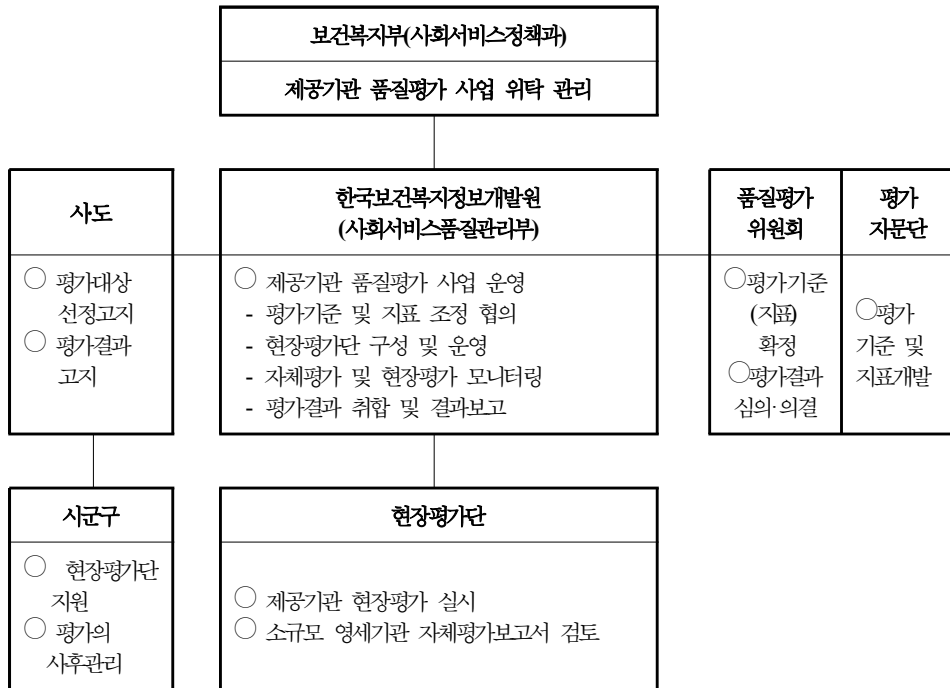 보건복지부(사회서비스정책과)
제공기관 품질평가 사업 위탁 관리
시도
○ 평가대상
선정고지
○ 평가결과
고지
한국보건복지정보개발원
(사회서비스품질관리부)
○ 제공기관 품질평가 사업 운영
- 평가기준 및 지표 조정 협의
- 현장평가단 구성 및 운영
- 자체평가 및 현장평가 모니터링
- 평가결과 취합 및 결과보고
품질평가
위원회
○평가기준
(지표)
확정
○평가결과
심의·의결
평가
자문단
○평가
기준 및
지표개발
시군구
○ 현장평가단
지원
○ 평가의
사후관리
현장평가단
○ 제공기관 현장평가 실시
○ 소규모 영세기관 자체평가보고서 검토